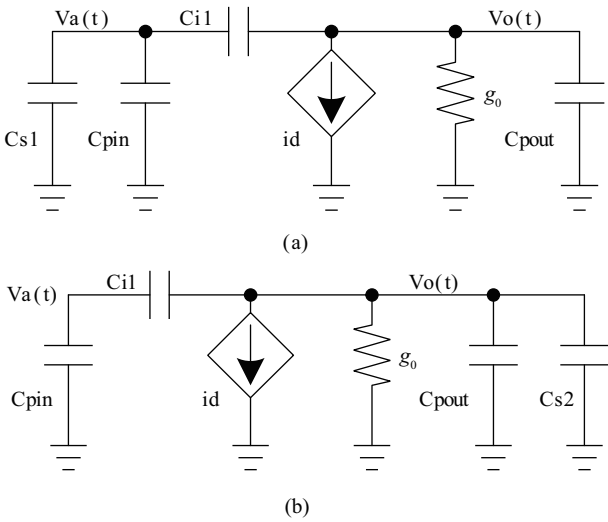 Va(t) Ci1 Vo(t)
Cs1 Cpin id g₀ Cpout
(a)
Va(t) Ci1 Vo(t)
Cpin id g₀ Cpout Cs2
(b)